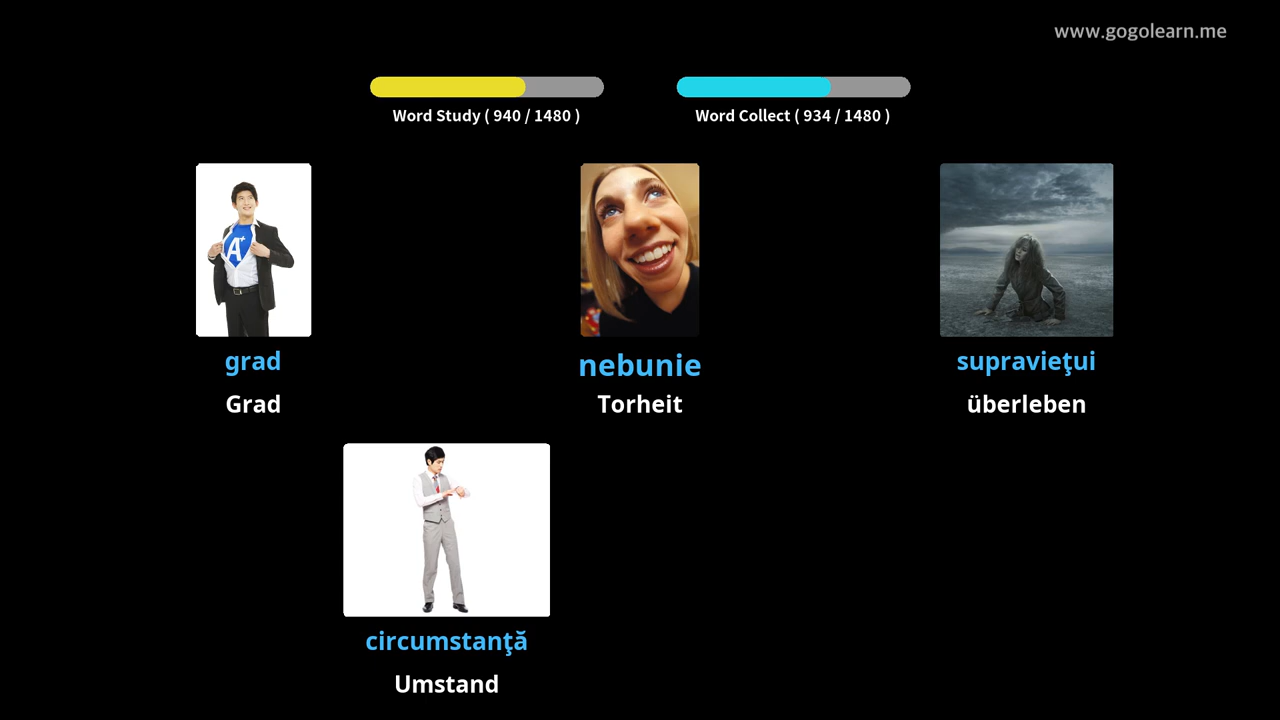 www.gogolearn.me
Word Study ( 940 / 1480 )
Word Collect ( 934 / 1480 )
A+
grad
nebunie
supravieţui
Grad
Torheit
überleben
circumstanţă
Umstand